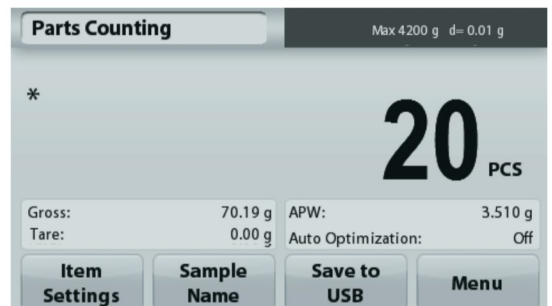 Parts Counting
Max 4200 g d= 0.01 g
*
20 PCS
Gross: 70.19 g
Tare: 0.00 g
APW: 3.510 g
Auto Optimization: Off
Item Settings
Sample Name
Save to USB
Menu